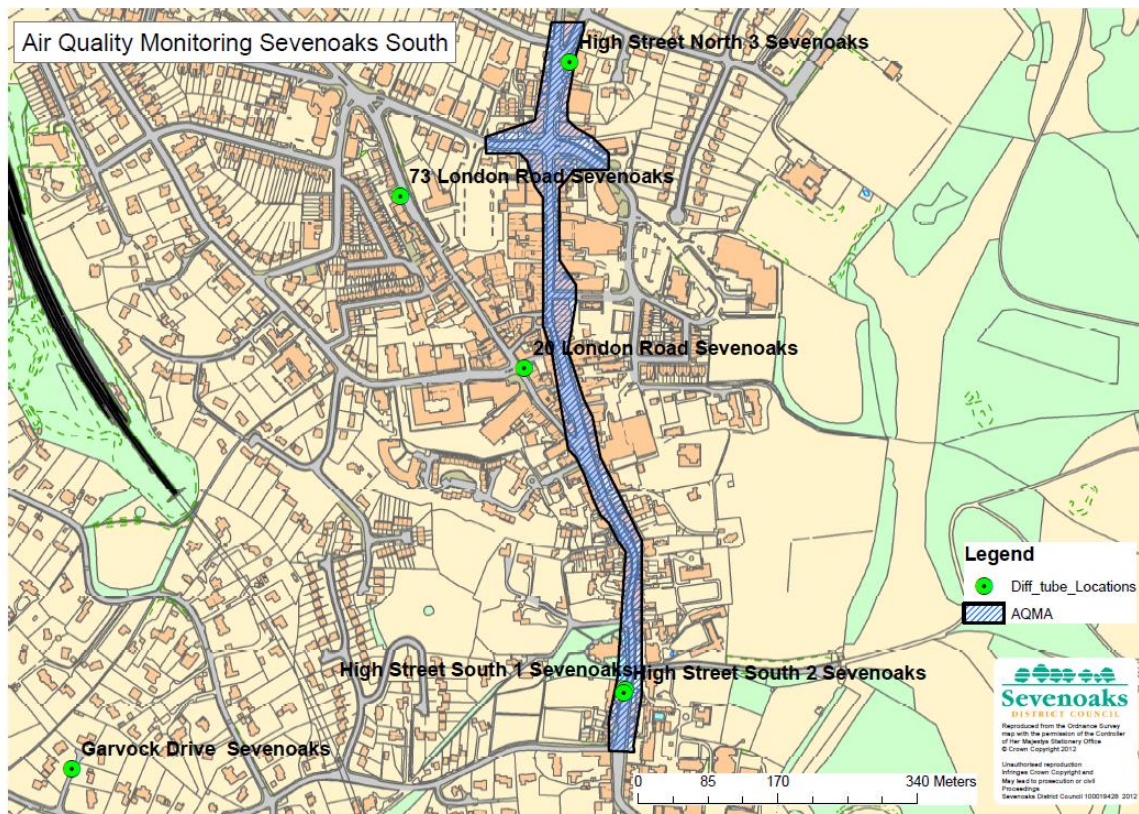 Air Quality Monitoring Sevenoaks South
High Street North 3 Sevenoaks
73 London Road Sevenoaks
20 London Road Sevenoaks
High Street South 1 Sevenoaks
High Street South 2 Sevenoaks
Garvock Drive Sevenoaks
Legend
Diff_tube_Locations
AQMA
0 85 170 340 Meters
Sevenoaks
DISTRICT COUNCIL
Reproduced from the Ordnance Survey
map with the permission of the Controller
of Her Majestys Stationery Office
© Crown Copyright 2012
Unauthorised reproduction
Infringes Crown Copyright and
May lead to prosecution or civil
Proceedings
Sevenoaks District Council 100019428 2012